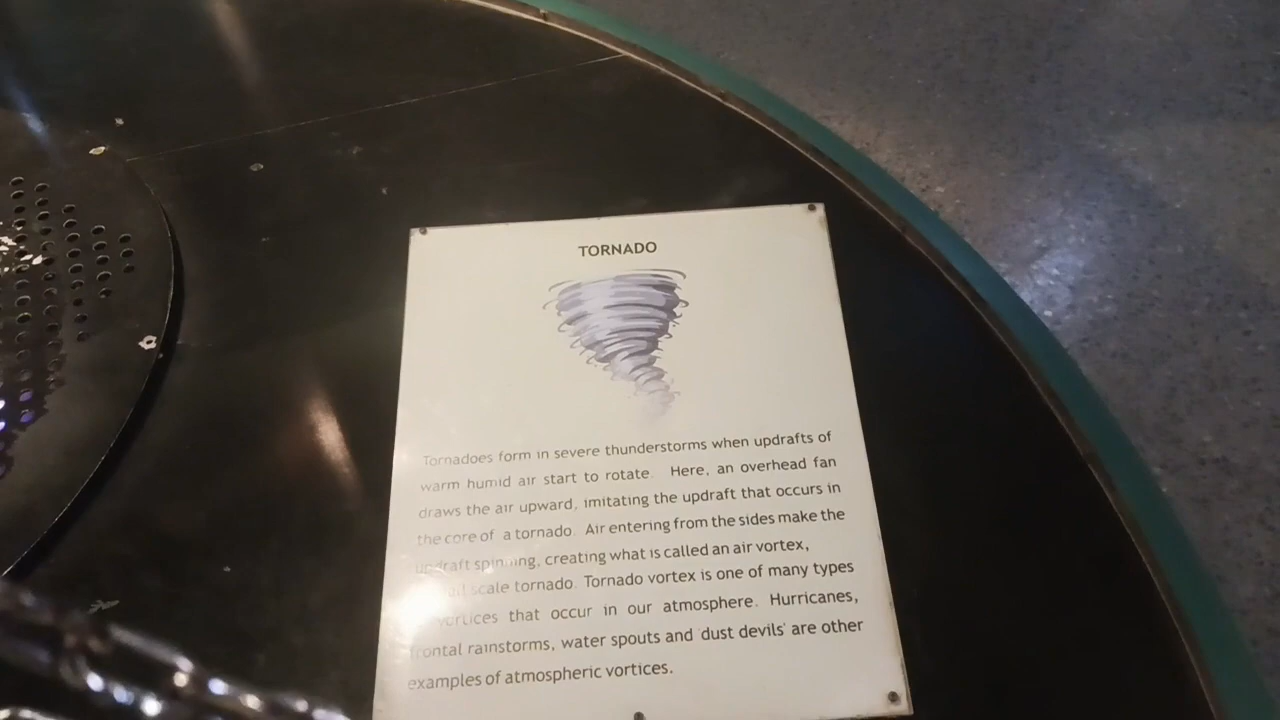 TORNADO
Tornadoes form in severe thunderstorms when updrafts of
warm humid air start to rotate. Here, an overhead fan
draws the air upward, imitating the updraft that occurs in
the core of a tornado. Air entering from the sides make the
updraft spinning, creating what is called an air vortex,
scale tornado. Tornado vortex is one of many types
vortices that occur in our atmosphere. Hurricanes,
frontal rainstorms, water spouts and 'dust devils' are other
examples of atmospheric vortices.